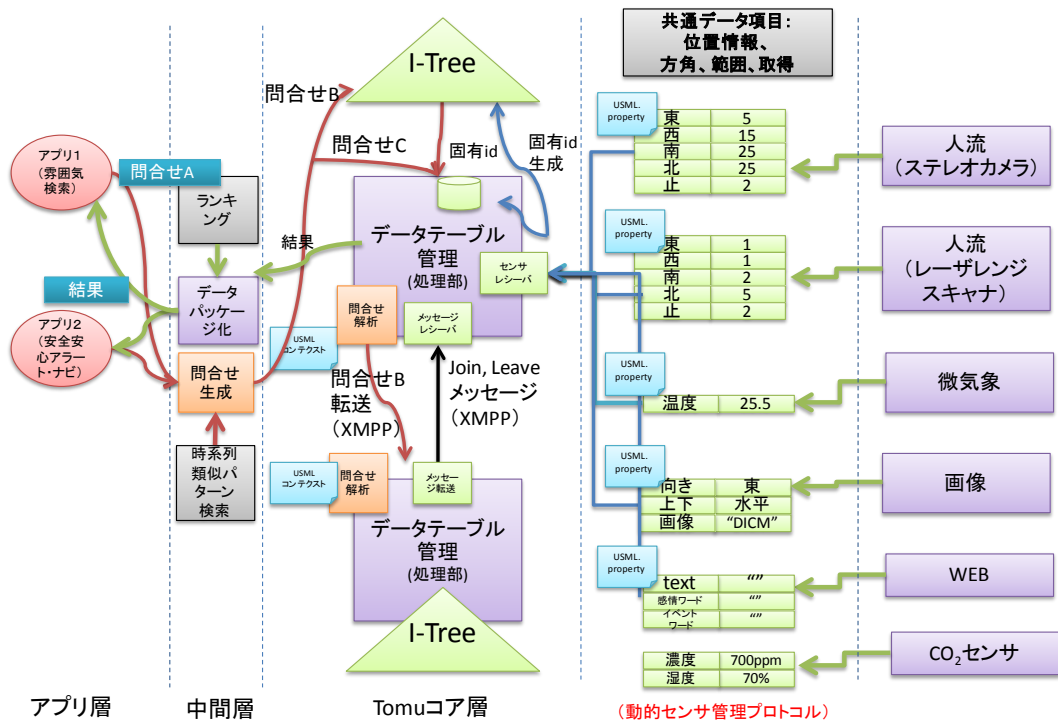 共通データ項目:
位置情報、
方角、範囲、取得
I-Tree
問合せB
問合せC
固有id
固有id
生成
アプリ1
(雰囲気
検索)
問合せA
ランキ
ング
結果
データ
パッケー
ジ化
結果
アプリ2
(安全安
心アラー
ト・ナビ)
問合せ
生成
時系列
類似パ
ターン
検索
データテーブル
管理
(処理部)
センサ
レシーバ
問合せ
解析
メッセージ
レシーバ
USML
コンテクスト
問合せB
転送
(XMPP)
Join, Leave
メッセージ
(XMPP)
USML
コンテクスト
問合せ
解析
メッセー
ジ転送
データテーブル
管理
(処理部)
I-Tree
USML.
property
東 5
西 15
南 25
北 25
止 2
人流
(ステレオカメラ)
USML.
property
東 1
西 1
南 2
北 5
止 2
人流
(レーザレンジ
スキャナ)
USML.
property
温度 25.5
微気象
USML.
property
向き 東
上下 水平
画像 “DICM”
画像
USML.
property
text “”
感情ワード “”
イベント
ワード “”
WEB
濃度 700ppm
湿度 70%
CO2センサ
アプリ層
中間層
Tomuコア層
(動的センサ管理プロトコル)